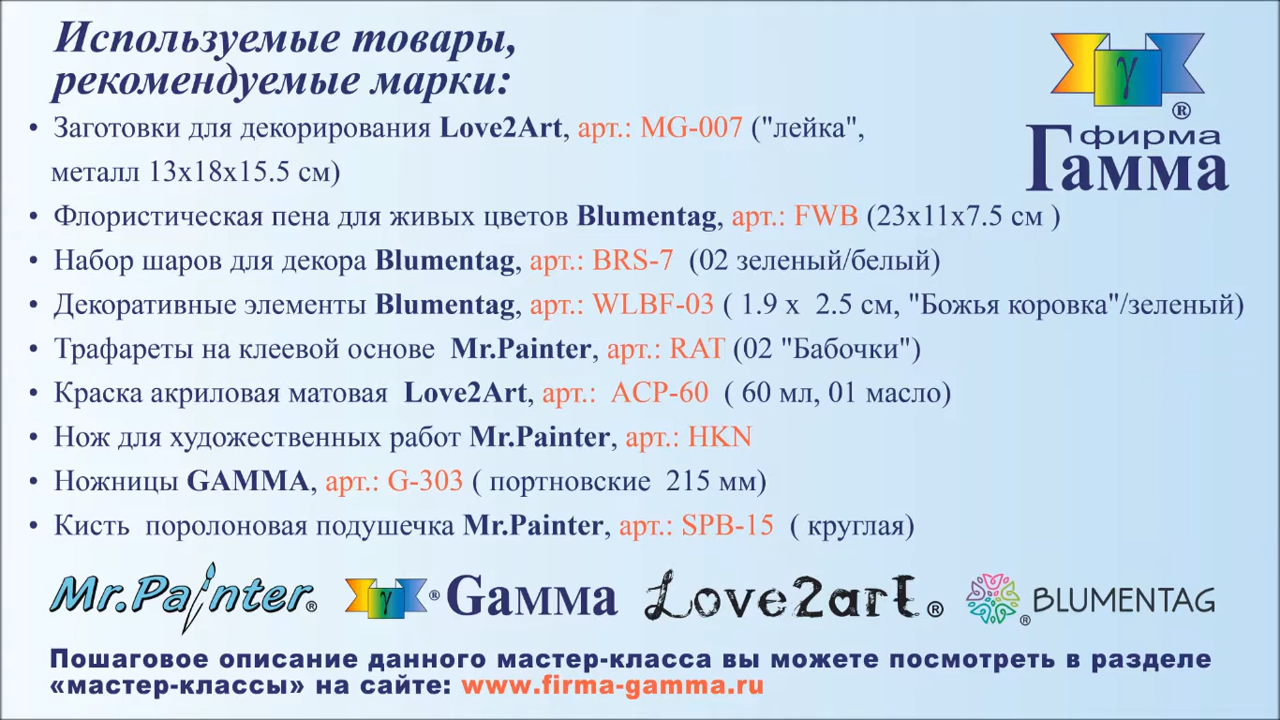 Используемые товары,
рекомендуемые марки:
γ
®
фирма
Гамма
• Заготовки для декорирования Love2Art, арт.: MG-007 ("лейка",
металл 13х18х15.5 см)
• Флористическая пена для живых цветов Blumentag, арт.: FWB (23х11х7.5 см )
• Набор шаров для декора Blumentag, арт.: BRS-7 (02 зеленый/белый)
• Декоративные элементы Blumentag, арт.: WLBF-03 ( 1.9 х 2.5 см, "Божья коровка"/зеленый)
• Трафареты на клеевой основе Mr.Painter, арт.: RAT (02 "Бабочки")
• Краска акриловая матовая Love2Art, арт.: ACP-60 ( 60 мл, 01 масло)
• Нож для художественных работ Mr.Painter, арт.: HKN
• Ножницы GAMMA, арт.: G-303 ( портновские 215 мм)
• Кисть поролоновая подушечка Mr.Painter, арт.: SPB-15 ( круглая)
Mr.Painter® γ® Gамма Love2art® ®BLUMENTAG
Пошаговое описание данного мастер-класса вы можете посмотреть в разделе
«мастер-классы» на сайте: www.firma-gamma.ru